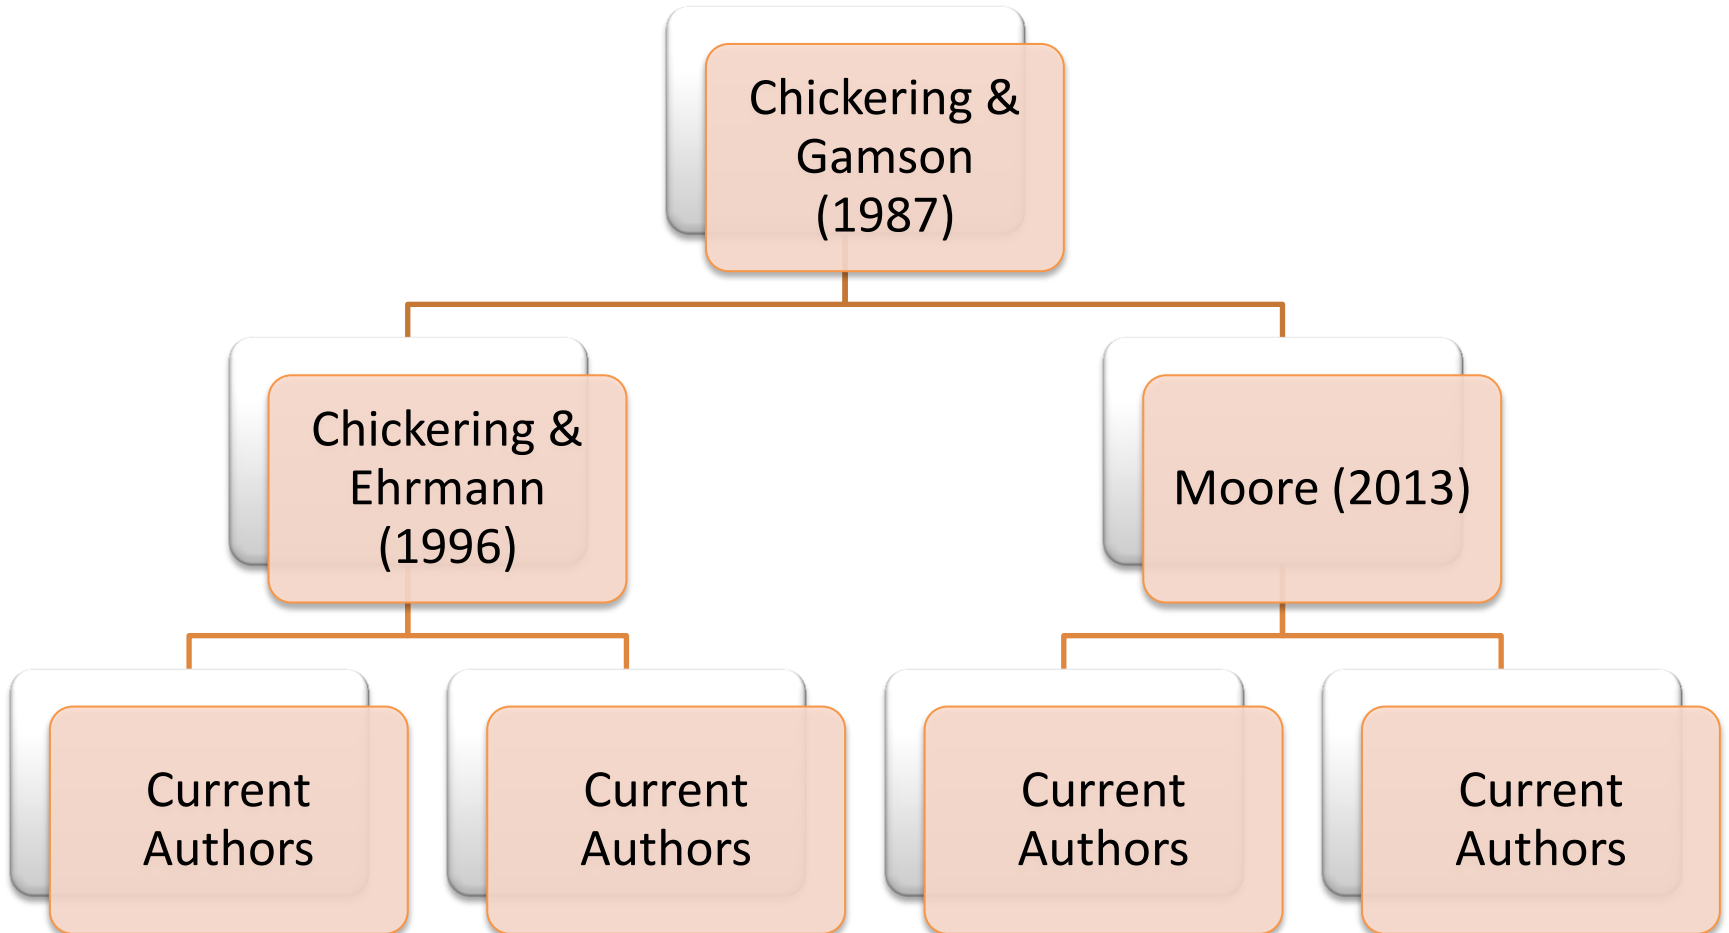 Chickering &
Gamson
(1987)
Chickering &
Ehrmann
(1996)
Moore (2013)
Current
Authors
Current
Authors
Current
Authors
Current
Authors